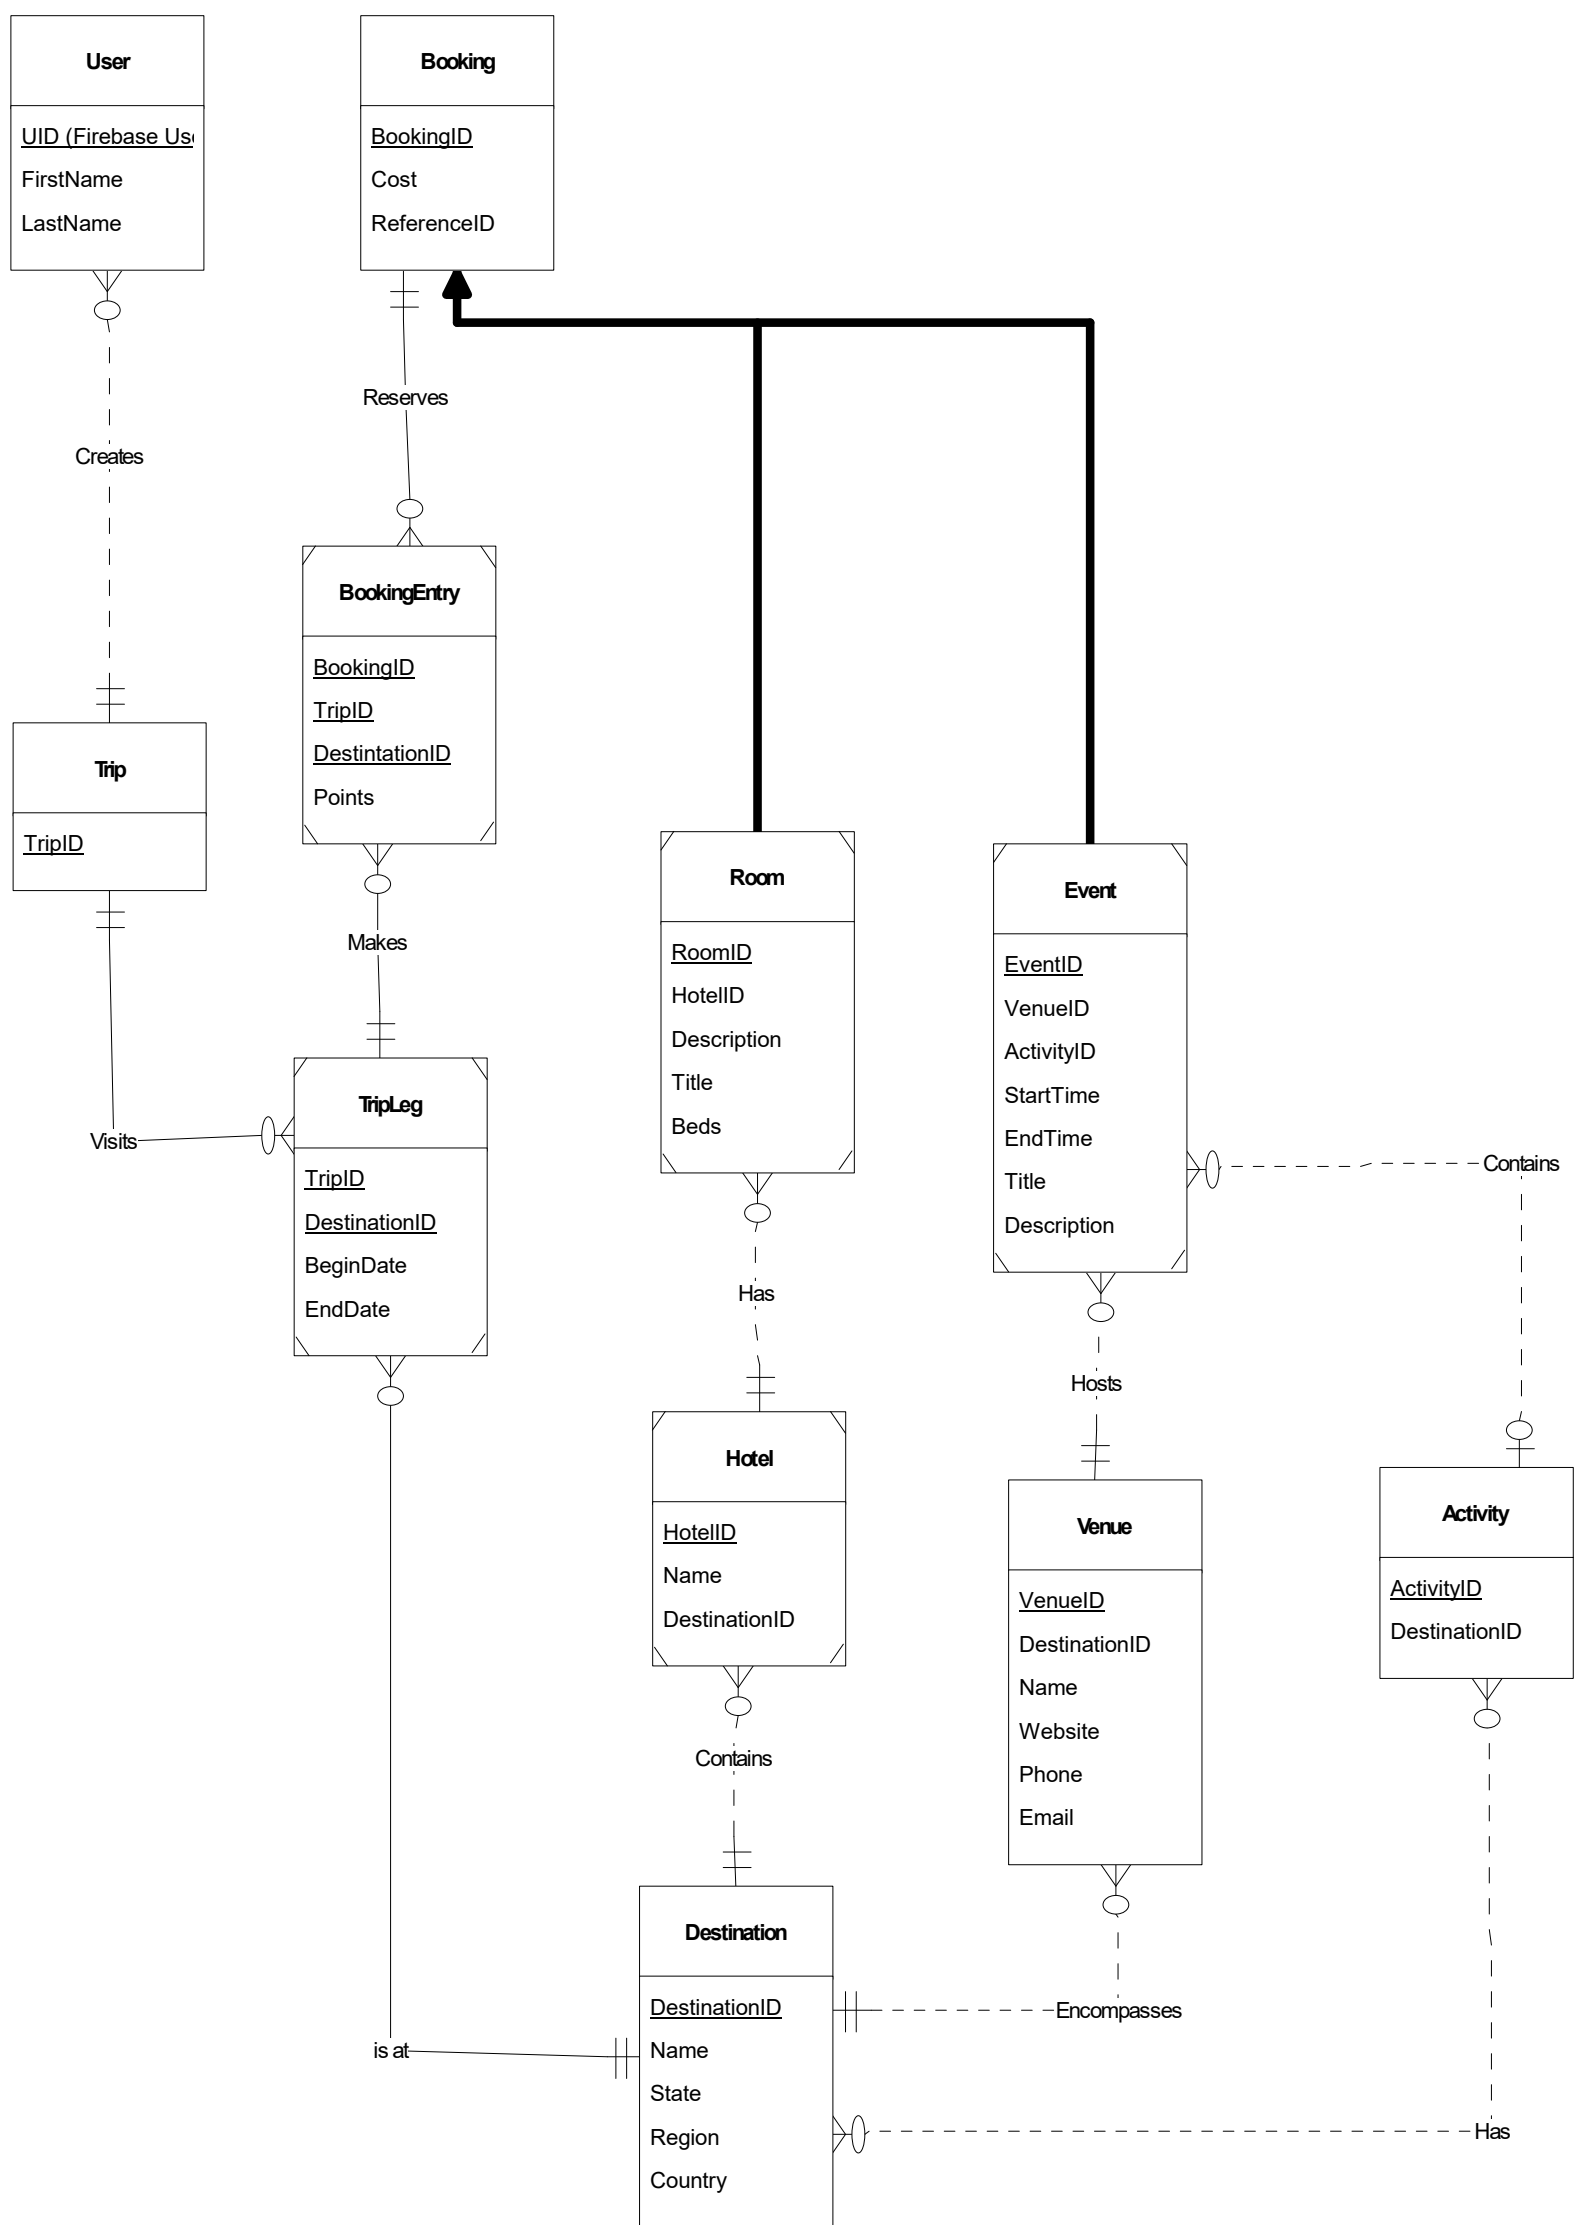 User
UID (Firebase Use
FirstName
LastName
Booking
BookingID
Cost
ReferenceID
Reserves
Creates
BookingEntry
BookingID
TripID
DestintationID
Points
Trip
TripID
Room
RoomID
HotelID
Description
Title
Beds
Event
EventID
VenueID
ActivityID
StartTime
EndTime
Title
Description
Makes
TripLeg
TripID
DestinationID
BeginDate
EndDate
Visits
Contains
Has
Hosts
Hotel
HotelID
Name
DestinationID
Venue
VenueID
DestinationID
Name
Website
Phone
Email
Activity
ActivityID
DestinationID
Contains
Destination
DestinationID
Name
State
Region
Country
Encompasses
is at
Has